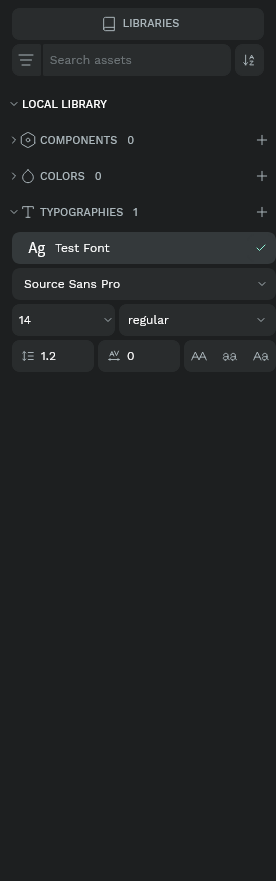 LIBRARIES
Search assets
LOCAL LIBRARY
COMPONENTS 0
COLORS 0
TYPOGRAPHIES 1
Ag Test Font
Source Sans Pro
14 regular
1.2 AV 0 AA aa Aa